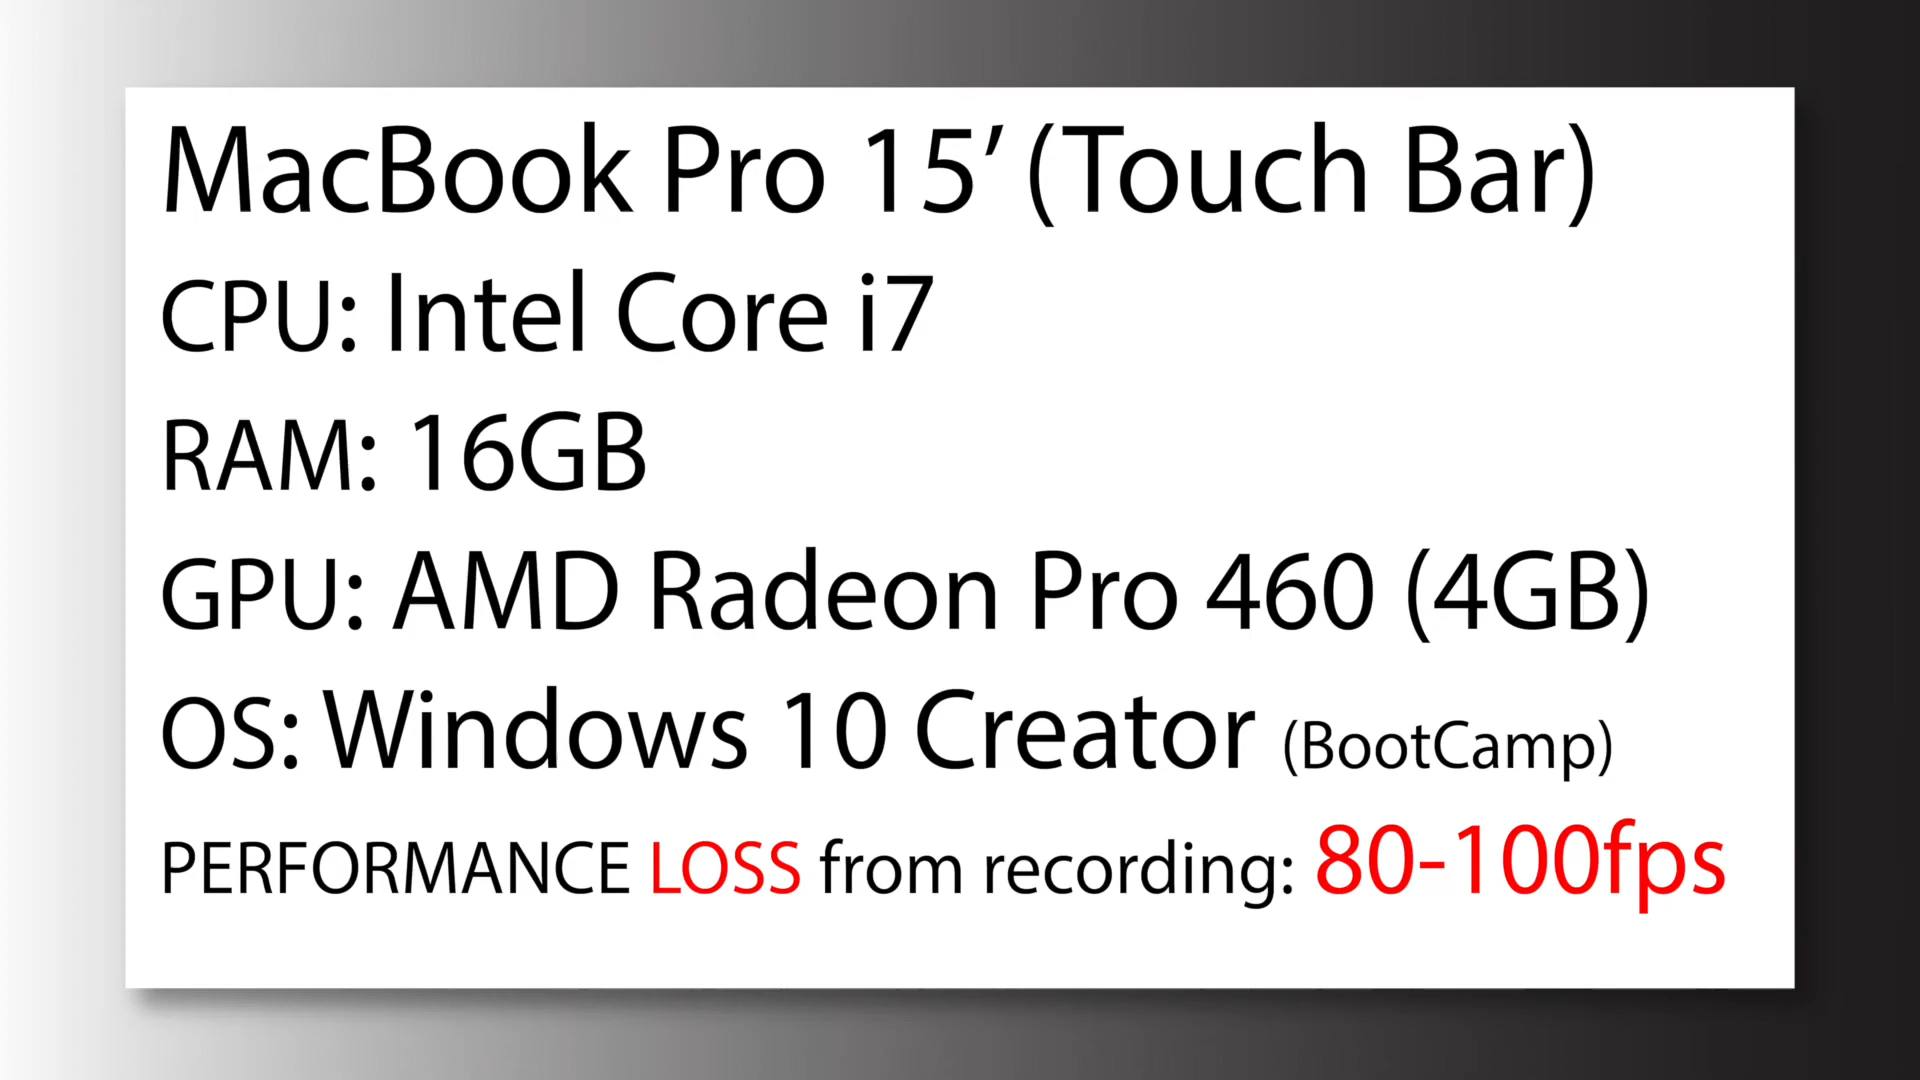 MacBook Pro 15’ (Touch Bar)
CPU: Intel Core i7
RAM: 16GB
GPU: AMD Radeon Pro 460 (4GB)
OS: Windows 10 Creator (BootCamp)
PERFORMANCE LOSS from recording: 80-100fps